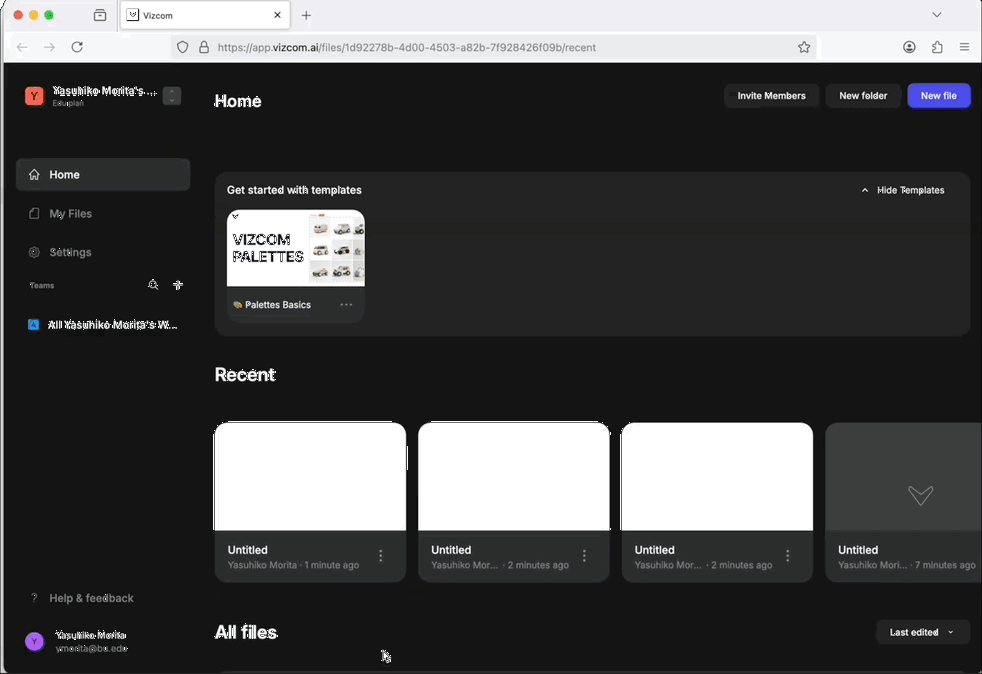 Vizcom
https://app.vizcom.ai/files/1d92278b-4d00-4503-a82b-7f928426f09b/recent
Y
Yasuhiko Morita's...
Eduplan
Home
Invite Members
New folder
New file
Home
My Files
Settings
Teams
A
All Yasuhiko Morita's W...
Get started with templates
Hide Templates
VIZCOM
PALETTES
Palettes Basics
Recent
Untitled
Yasuhiko Morita · 1 minute ago
Untitled
Yasuhiko Mor... · 2 minutes ago
Untitled
Yasuhiko Mor... · 2 minutes ago
Untitled
Yasuhiko Mori... · 7 minutes ago
? Help & feedback
Y
Yasuhiko Morita
ymorita@bu.edu
All files
Last edited